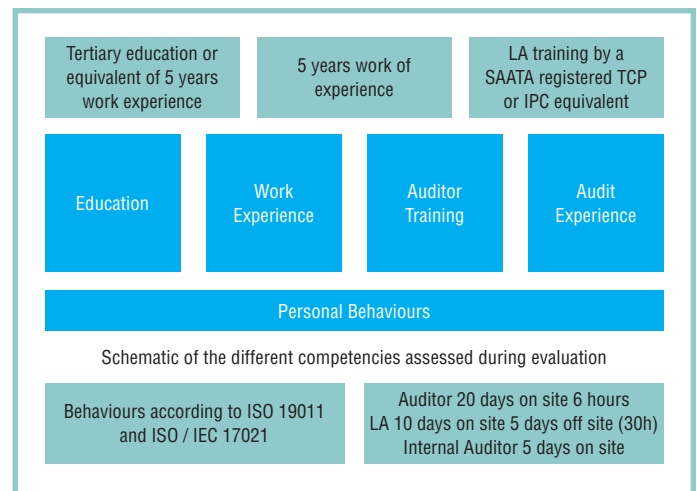 Tertiary education or
equivalent of 5 years
work experience
5 years work of
experience
LA training by a
SAATA registered TCP
or IPC equivalent
Education
Work
Experience
Auditor
Training
Audit
Experience
Personal Behaviours
Schematic of the different competencies assessed during evaluation
Behaviours according to ISO 19011
and ISO / IEC 17021
Auditor 20 days on site 6 hours
LA 10 days on site 5 days off site (30h)
Internal Auditor 5 days on site